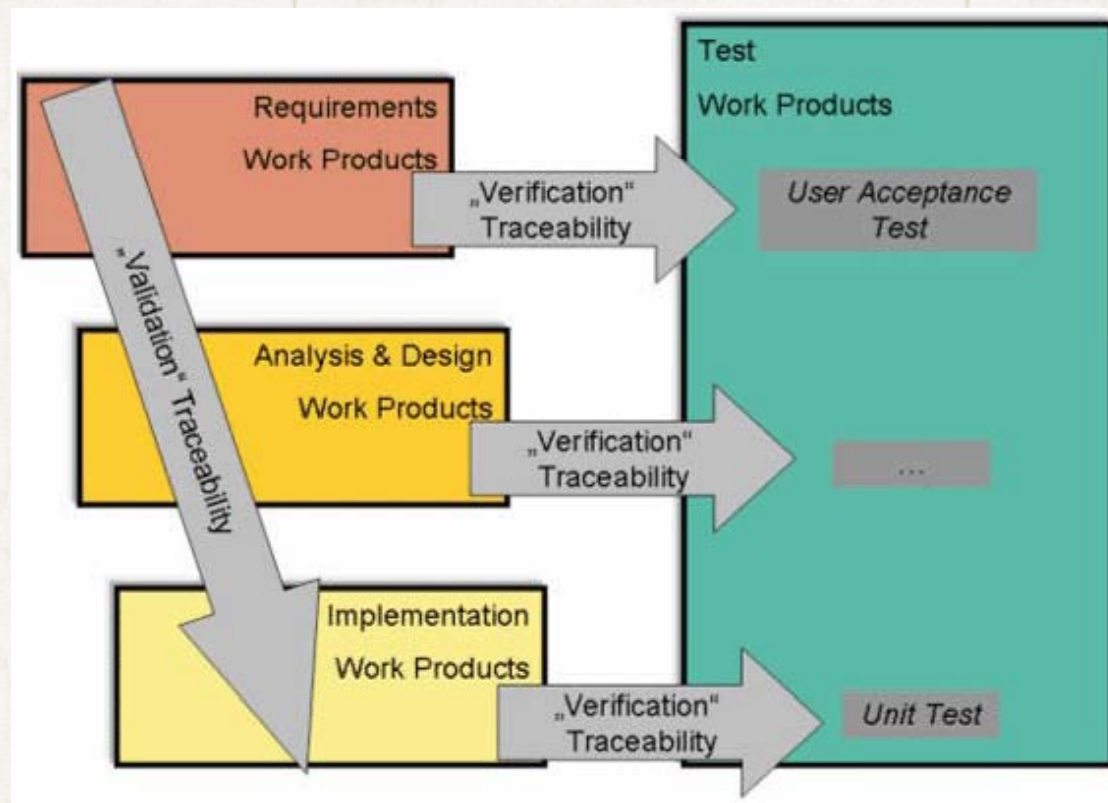 Test
Work Products
Requirements
Work Products
„Verification“
Traceability
User Acceptance
Test
„Validation“ Traceability
Analysis & Design
Work Products
„Verification“
Traceability
...
Implementation
Work Products
„Verification“
Traceability
Unit Test